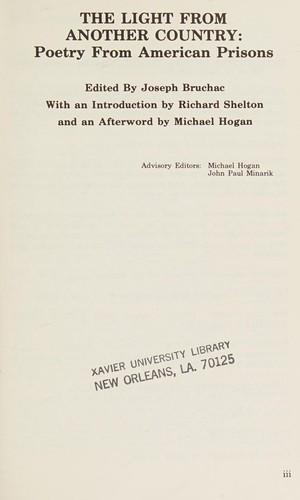 THE LIGHT FROM
ANOTHER COUNTRY:
Poetry From American Prisons
Edited By Joseph Bruchac
With an Introduction by Richard Shelton
and an Afterword by Michael Hogan
Advisory Editors: Michael Hogan
John Paul Minarik
XAVIER UNIVERSITY LIBRARY
NEW ORLEANS, LA. 70125
iii